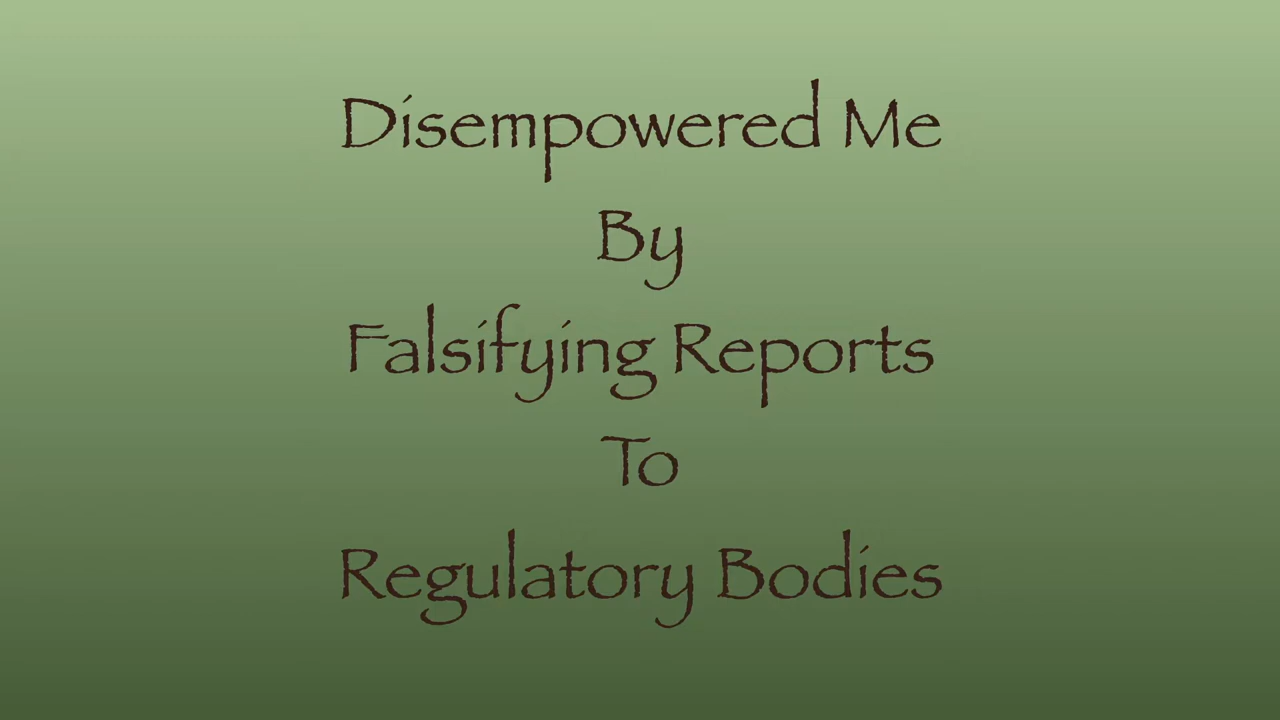 Disempowered Me
By
Falsifying Reports
To
Regulatory Bodies